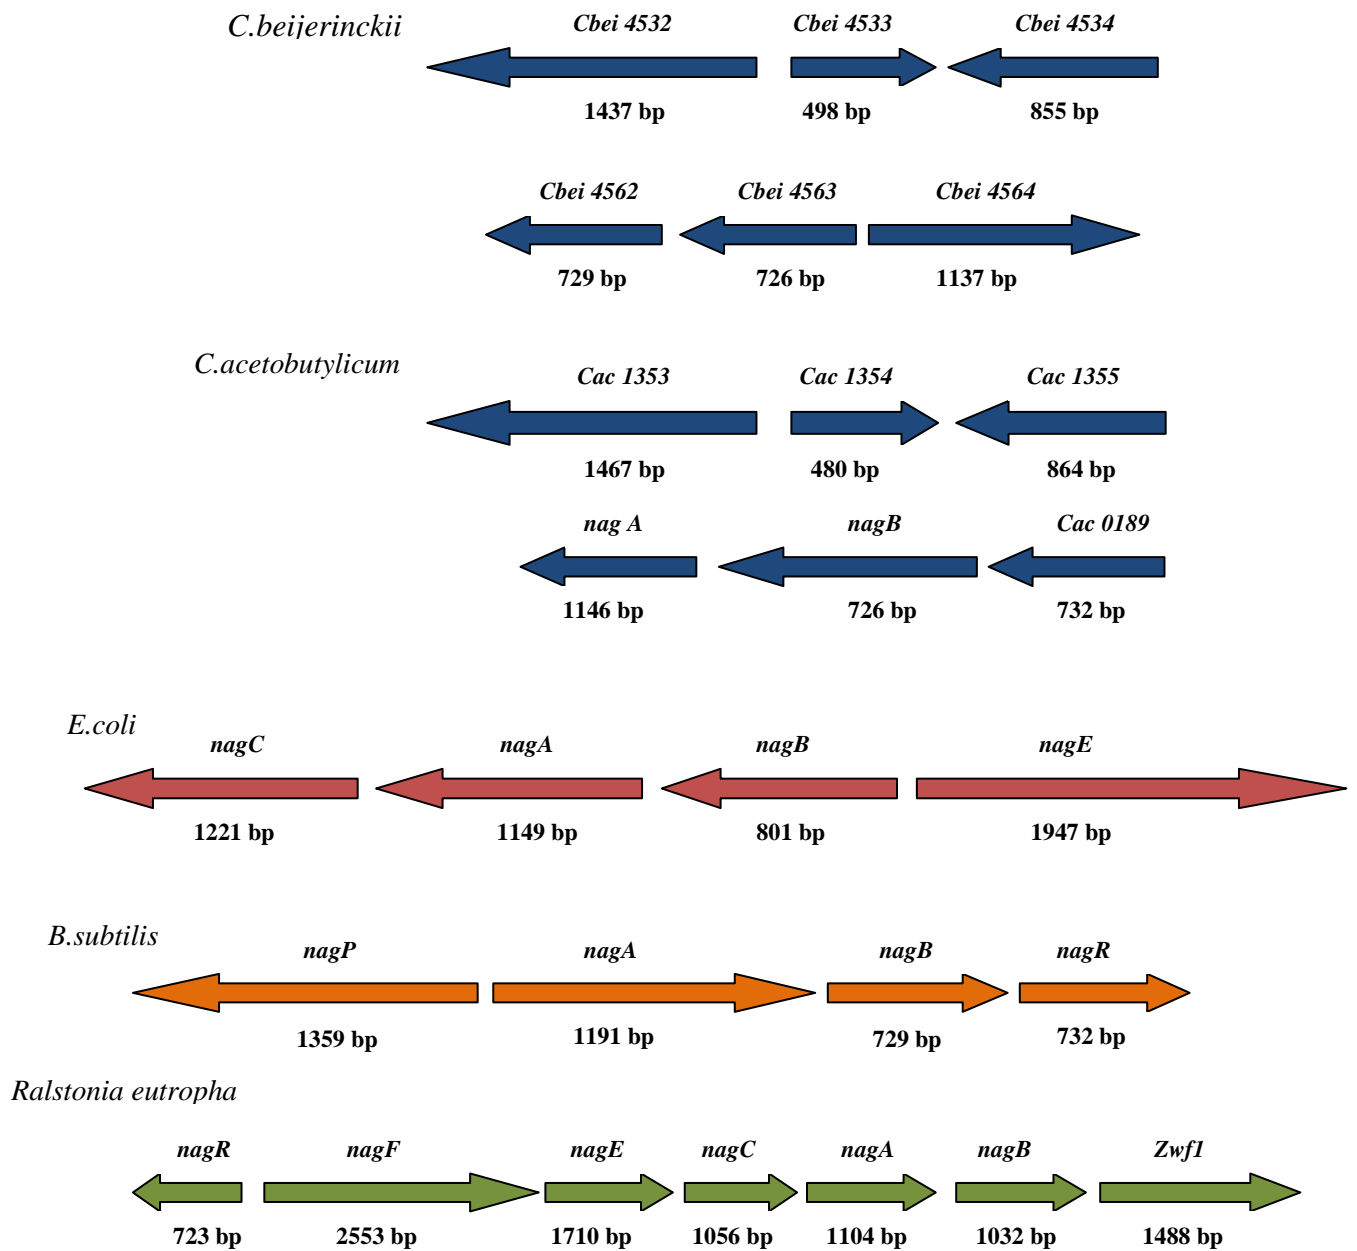 C.beijerinckii
Cbei 4532 Cbei 4533 Cbei 4534
1437 bp 498 bp 855 bp
Cbei 4562 Cbei 4563 Cbei 4564
729 bp 726 bp 1137 bp
C.acetobutylicum
Cac 1353 Cac 1354 Cac 1355
1467 bp 480 bp 864 bp
nag A nagB Cac 0189
1146 bp 726 bp 732 bp
E.coli
nagC nagA nagB nagE
1221 bp 1149 bp 801 bp 1947 bp
B.subtilis
nagP nagA nagB nagR
1359 bp 1191 bp 729 bp 732 bp
Ralstonia eutropha
nagR nagF nagE nagC nagA nagB Zwf1
723 bp 2553 bp 1710 bp 1056 bp 1104 bp 1032 bp 1488 bp